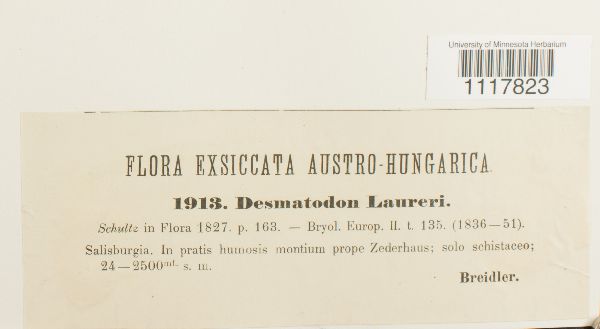 University of Minnesota Herbarium
1117823
FLORA EXSICCATA AUSTRO-HUNGARICA.
1913. Desmatodon Laureri.
Schultz in Flora 1827. p. 163. — Bryol. Europ. II. t. 135. (1836—51).
Salisburgia. In pratis humosis montium prope Zederhaus; solo schistaceo;
24—2500mt. s. m.
Breidler.